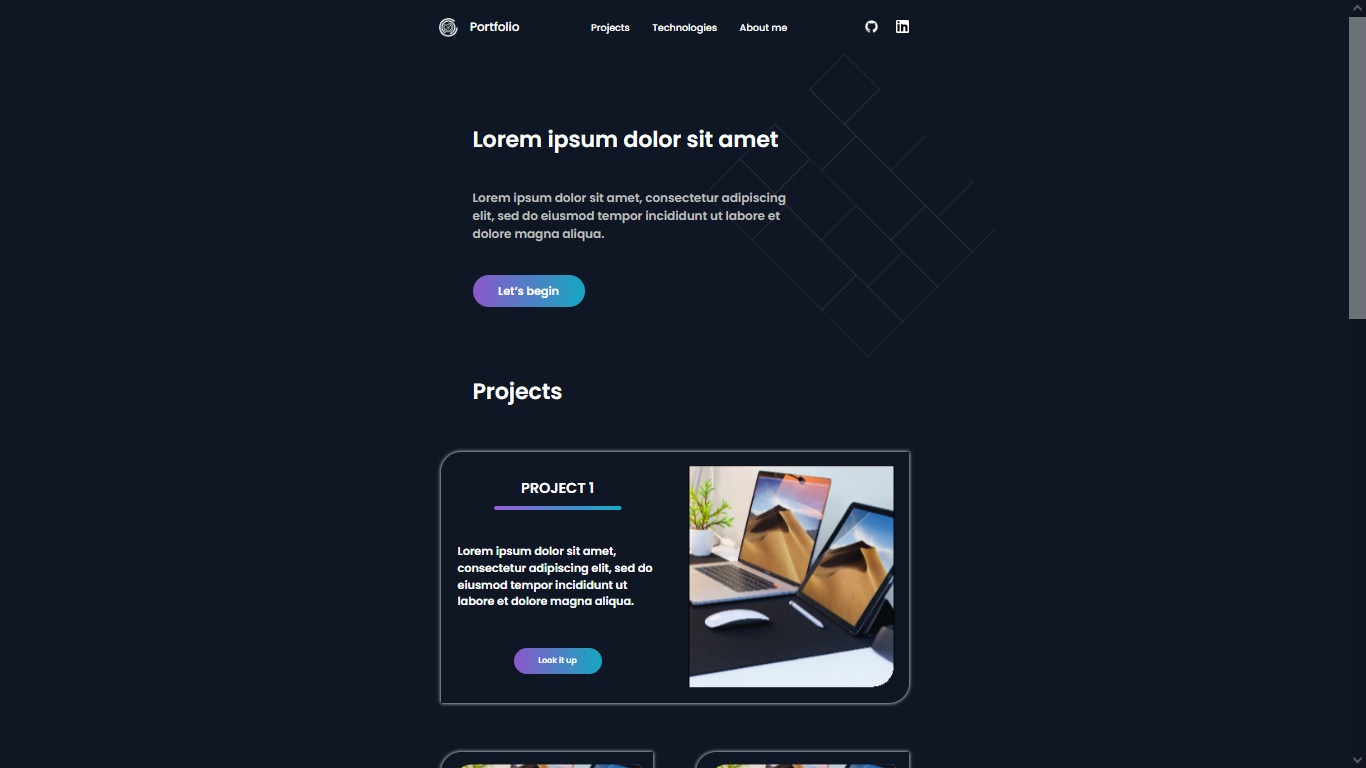 Portfolio
Projects
Technologies
About me
Lorem ipsum dolor sit amet
Lorem ipsum dolor sit amet, consectetur adipiscing
elit, sed do eiusmod tempor incididunt ut labore et
dolore magna aliqua.
Let’s begin
Projects
PROJECT 1
Lorem ipsum dolor sit amet,
consectetur adipiscing elit, sed do
eiusmod tempor incididunt ut
labore et dolore magna aliqua.
Look it up